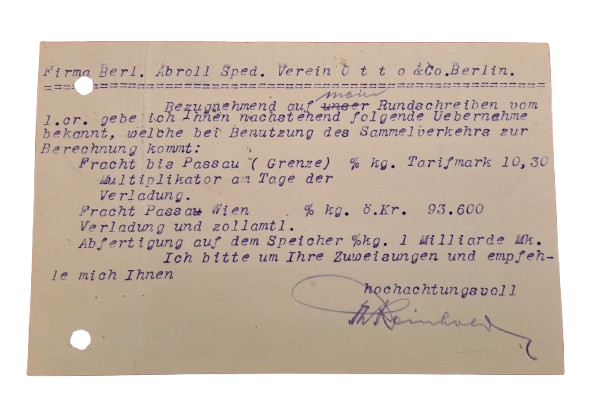 Firma Berl. Abroll Sped. Verein O t t o &Co.Berlin.
================================================
mein
Bezugnehmend auf unser Rundschreiben vom
1.cr. gebe ich Ihnen nachstehend folgende Uebernahme
bekannt, welche bei Benutzung des Sammelverkehrs zur
Berechnung kommt:
Fracht bis Passau ( Grenze) % kg. Tarifmark 10,30
Multiplikator am Tage der
Verladung.
Fracht Passau Wien % kg. ö.Kr. 93.600
Verladung und zollamtl.
Abfertigung auf dem Speicher %kg. 1 Milliarde Mk.
Ich bitte um Ihre Zuweisungen und empfeh-
le mich Ihnen
hochachtungsvoll
Reinhold